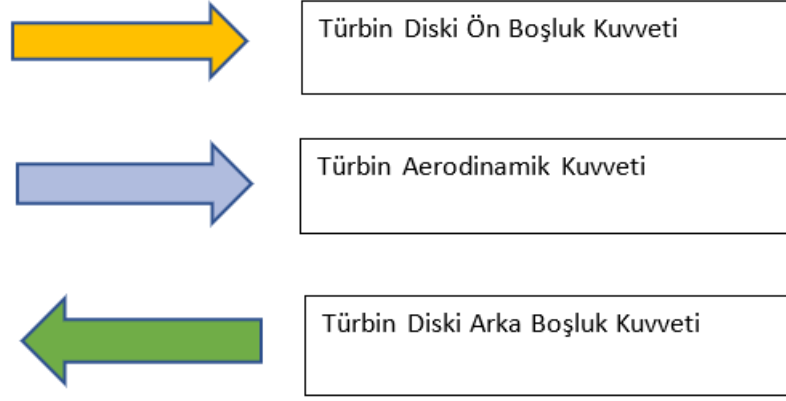 Türbin Diski Ön Boşluk Kuvveti
Türbin Aerodinamik Kuvveti
Türbin Diski Arka Boşluk Kuvveti